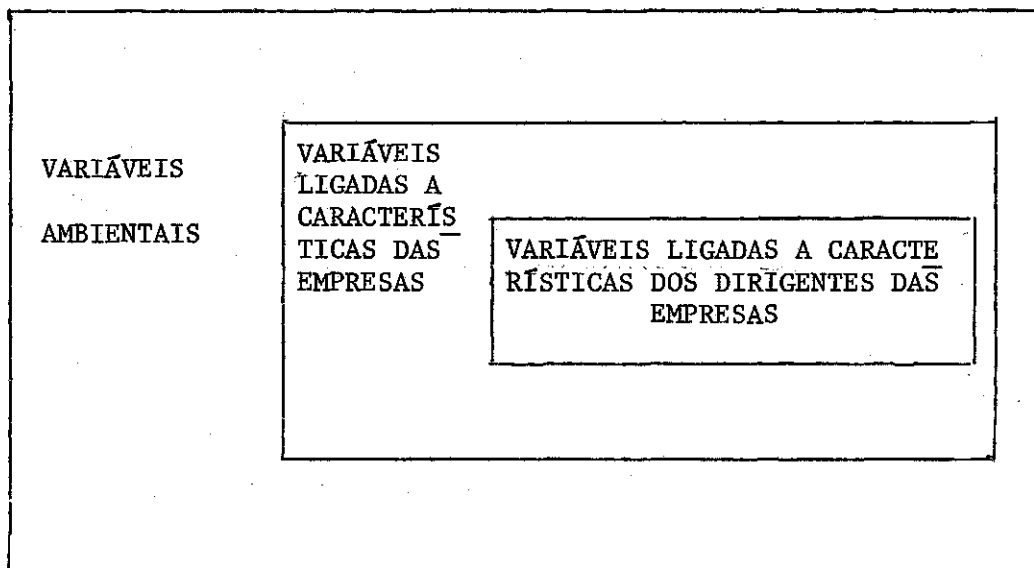 VARIÁVEIS
AMBIENTAIS
VARIÁVEIS
LIGADAS A
CARACTERÍS
TICAS DAS
EMPRESAS
VARIÁVEIS LIGADAS A CARACTE
RÍSTICAS DOS DIRIGENTES DAS
EMPRESAS